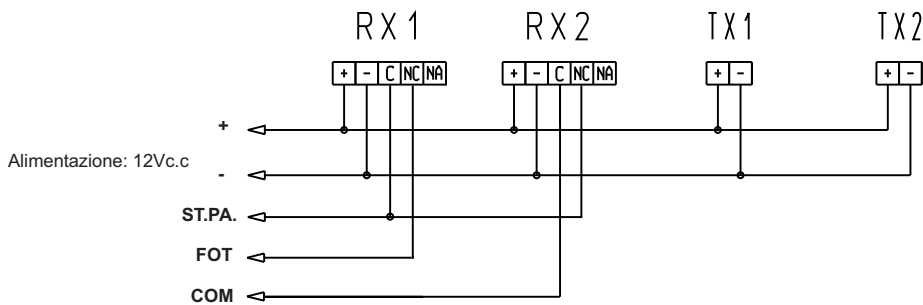 RX1 RX2 TX1 TX2
+ - C NC NA + - C NC NA + - + -
+
Alimentazione: 12Vc.c
-
ST.PA.
FOT
COM